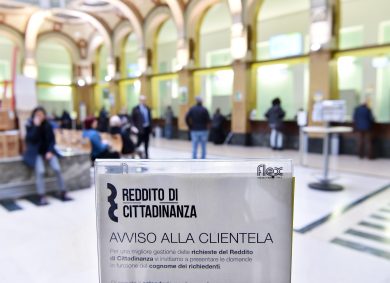 flex
REDDITO DI
CITTADINANZA
AVVISO ALLA CLIENTELA
Per una migliore gestione delle richieste del Reddito
di Cittadinanza vi invitiamo a presentare le domande
in funzione del cognome dei richiedenti: